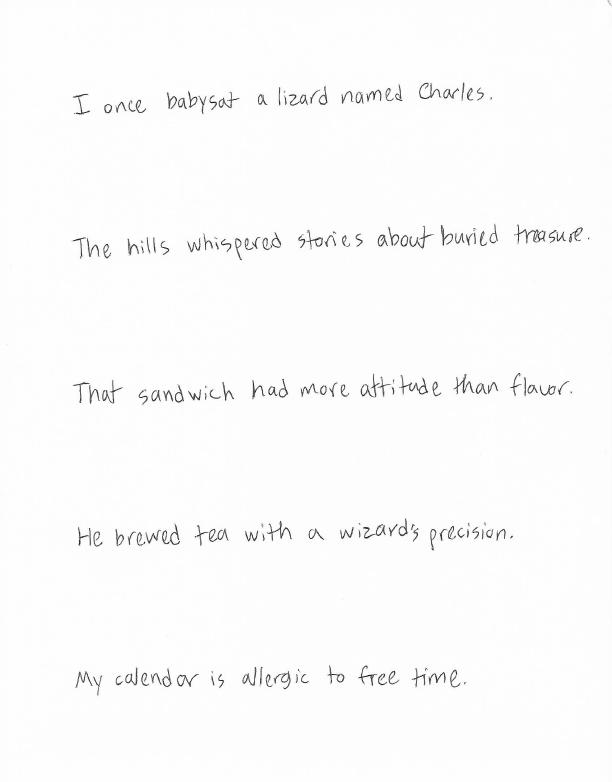 I once babysat a lizard named Charles.
The hills whispered stories about buried treasure.
That sandwich had more attitude than flavor.
He brewed tea with a wizard's precision.
My calendar is allergic to free time.